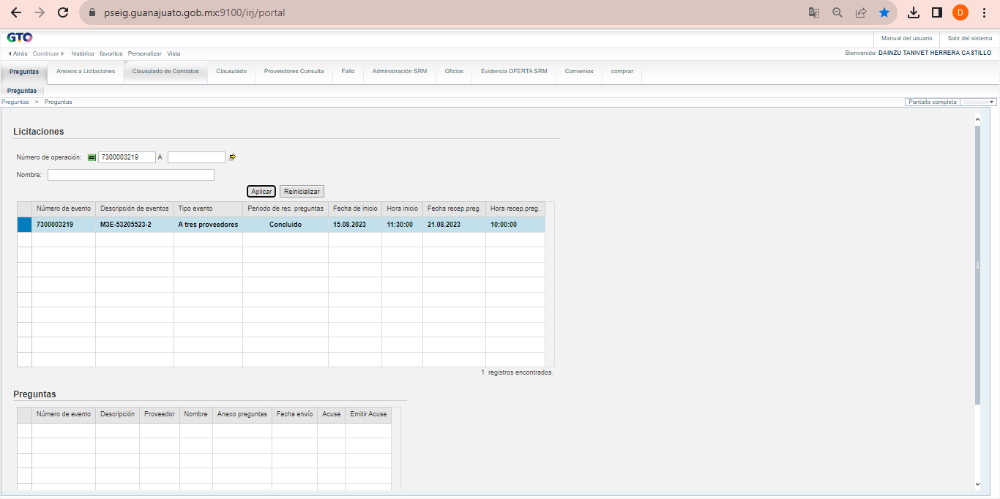 pseig.guanajuato.gob.mx:9100/irj/portal
D
GTO
Manual del usuario Salir del sistema
Atrás Continuar histórico favoritos Personalizar Vista
Bienvenido: DAINZU TANIVET HERRERA CASTILLO
Preguntas Anexos a Licitaciones Clausulado de Contratos Clausulado Proveedores Consulta Fallo Administración SRM Oficios Evidencia OFERTA SRM Convenios comprar
Preguntas
Preguntas > Preguntas
Pantalla completa Opciones
Licitaciones
Número de operación: 7300003219 A
Nombre:
Aplicar Reinicializar
Número de evento Descripción de eventos Tipo evento Periodo de rec. preguntas Fecha de inicio Hora inicio Fecha recep.preg. Hora recep.preg.
7300003219 M3E-53205523-2 A tres proveedores Concluido 15.08.2023 11:30:00 21.08.2023 10:00:00
1 registros encontrados.
Preguntas
Número de evento Descripción Proveedor Nombre Anexo preguntas Fecha envío Acuse Emitir Acuse